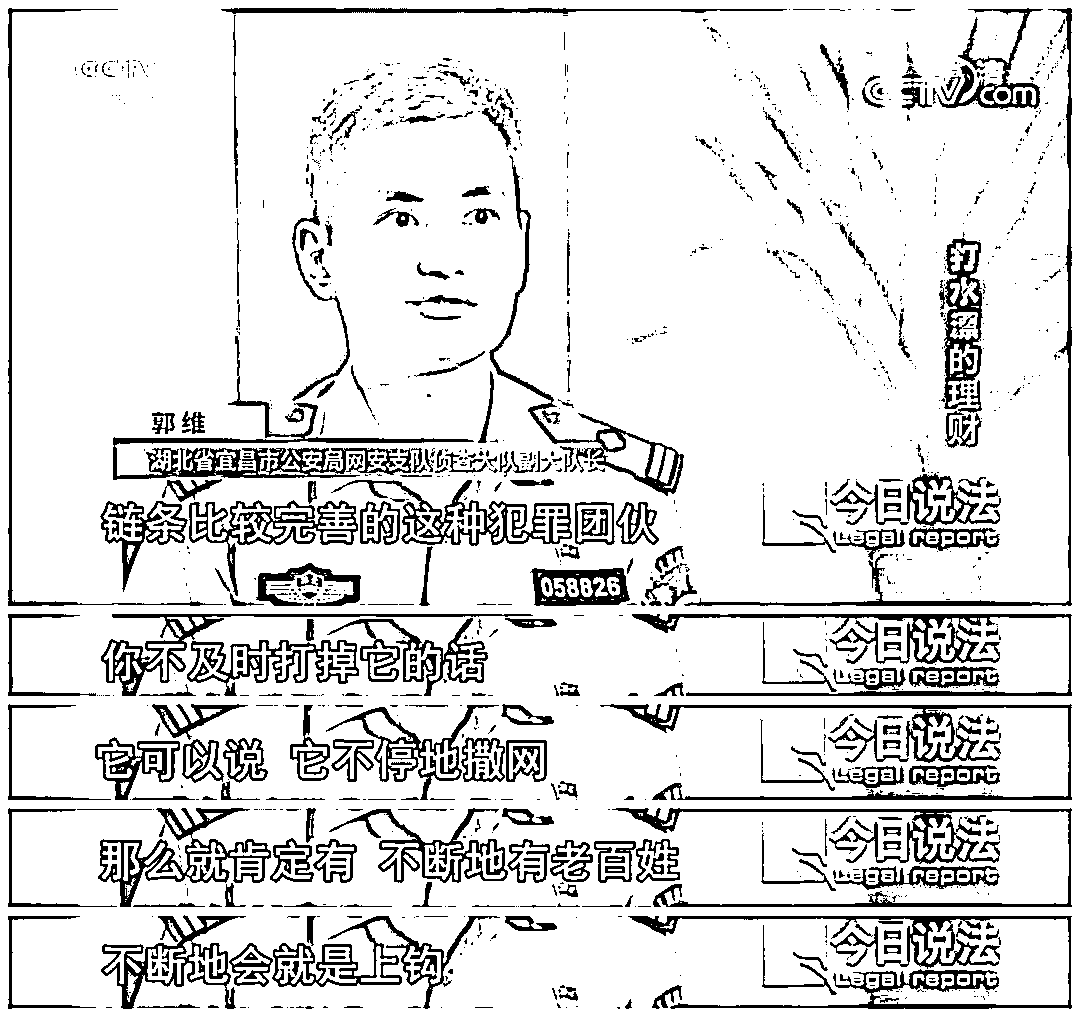 CCTV
CCTV.com
打水漂的理财
郭维
湖北省宜昌市公安局网安支队侦查大队副大队长
链条比较完善的这种犯罪团伙
058826
今日说法
Legal report
你不及时打掉它的话
今日说法
Legal report
它可以说 它不停地撒网
今日说法
Legal report
那么就肯定有 不断地有老百姓
今日说法
Legal report
不断地会就是上钩
今日说法
Legal report